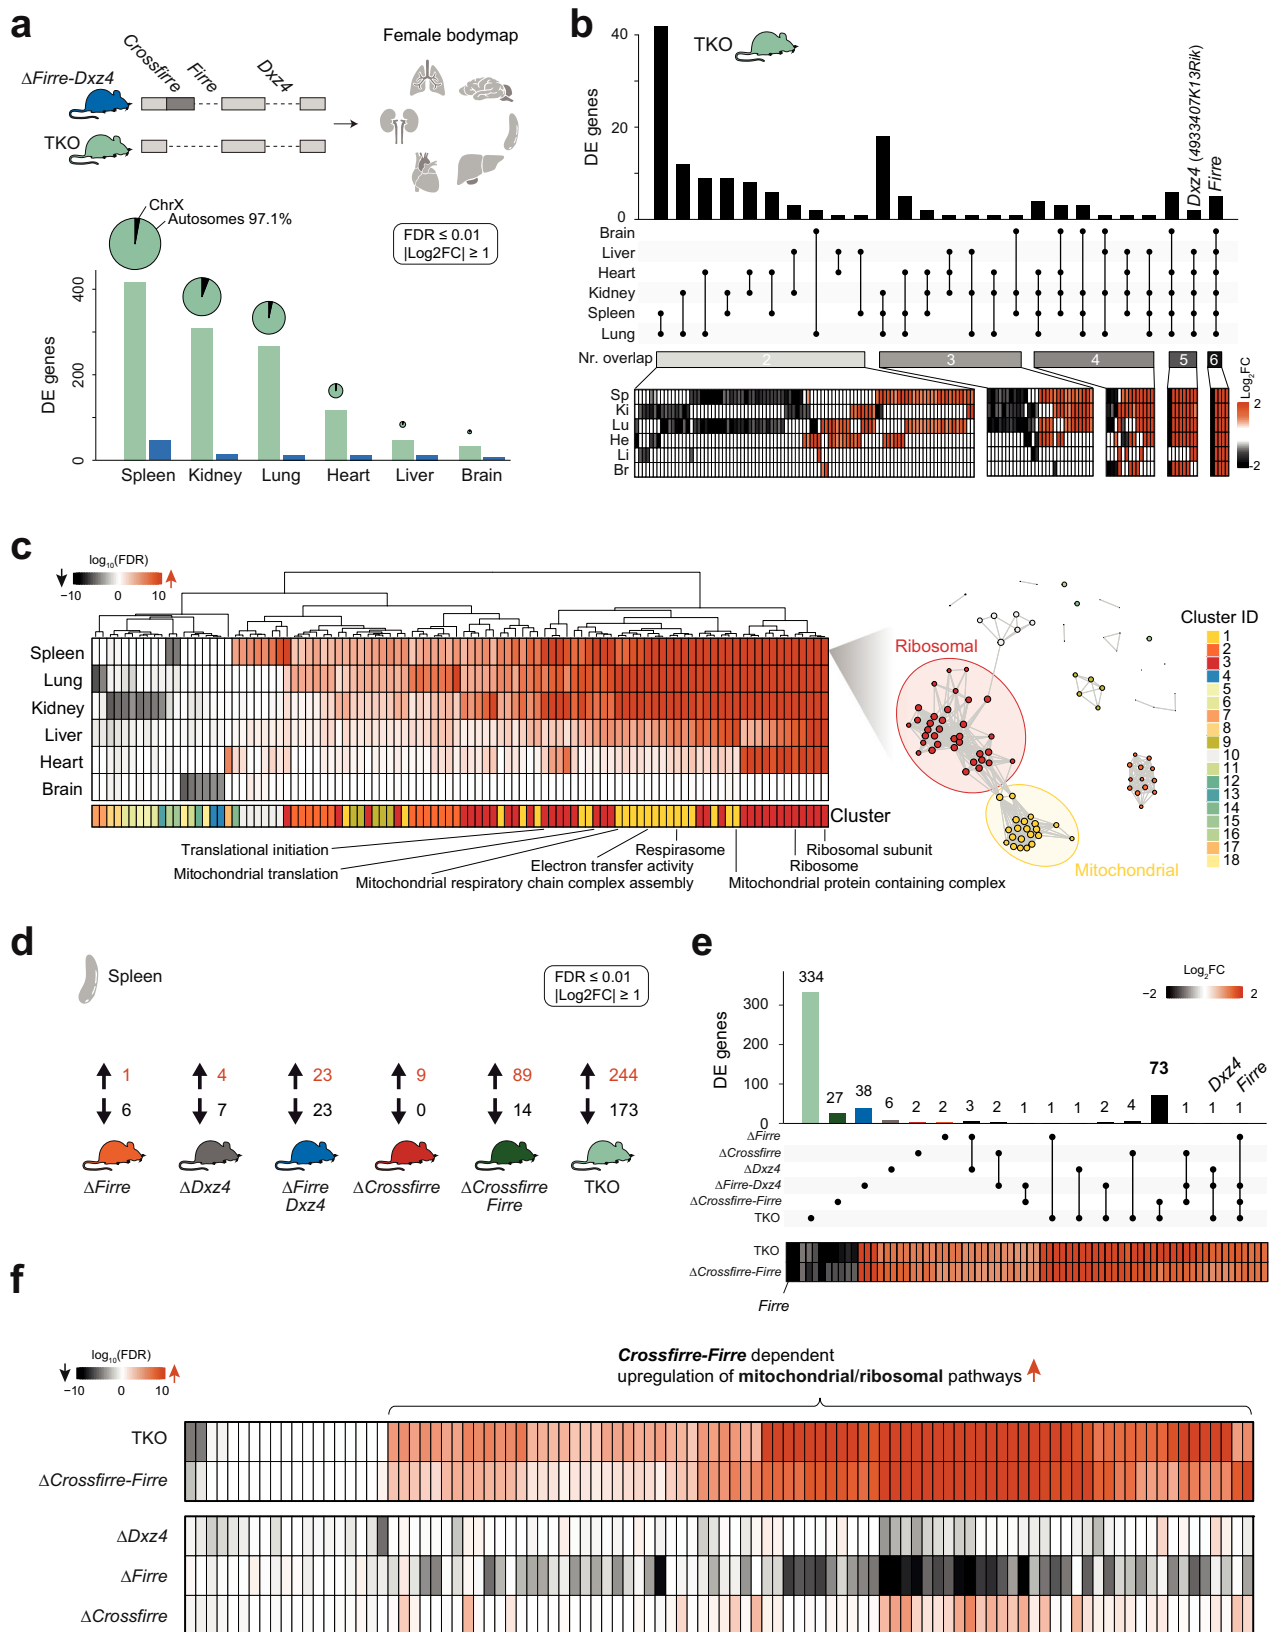 a
Crossfirre
Firre
Dxz4
ΔFirre-Dxz4
TKO
Female bodymap
ChrX
Autosomes 97.1%
FDR ≤ 0.01
|Log2FC| ≥ 1
DE genes
400
200
0
Spleen Kidney Lung Heart Liver Brain
b
TKO
DE genes
40
20
0
Dxz4 (4933407K13Rik)
Firre
Brain
Liver
Heart
Kidney
Spleen
Lung
Nr. overlap 2 3 4 5 6
Sp
Ki
Lu
He
Li
Br
Log2FC
2
-2
c
log10(FDR)
−10 0 10
Spleen
Lung
Kidney
Liver
Heart
Brain
Cluster
Translational initiation
Mitochondrial translation
Mitochondrial respiratory chain complex assembly
Electron transfer activity
Respirasome
Mitochondrial protein containing complex
Ribosome
Ribosomal subunit
Ribosomal
Mitochondrial
Cluster ID
1
2
3
4
5
6
7
8
9
10
11
12
13
14
15
16
17
18
d
Spleen
FDR ≤ 0.01
|Log2FC| ≥ 1
1 4 23 9 89 244
6 7 23 0 14 173
ΔFirre
ΔDxz4
ΔFirre
Dxz4
ΔCrossfirre
ΔCrossfirre
Firre
TKO
e
Log2FC
−2 2
DE genes
300
200
100
0
334 27 38 6 2 2 3 2 1 1 1 2 4 73 1 1 1
Dxz4
Firre
ΔFirre
ΔCrossfirre
ΔDxz4
ΔFirre-Dxz4
ΔCrossfirre-Firre
TKO
TKO
ΔCrossfirre-Firre
Firre
f
log10(FDR)
−10 0 10
Crossfirre-Firre dependent
upregulation of mitochondrial/ribosomal pathways
TKO
ΔCrossfirre-Firre
ΔDxz4
ΔFirre
ΔCrossfirre